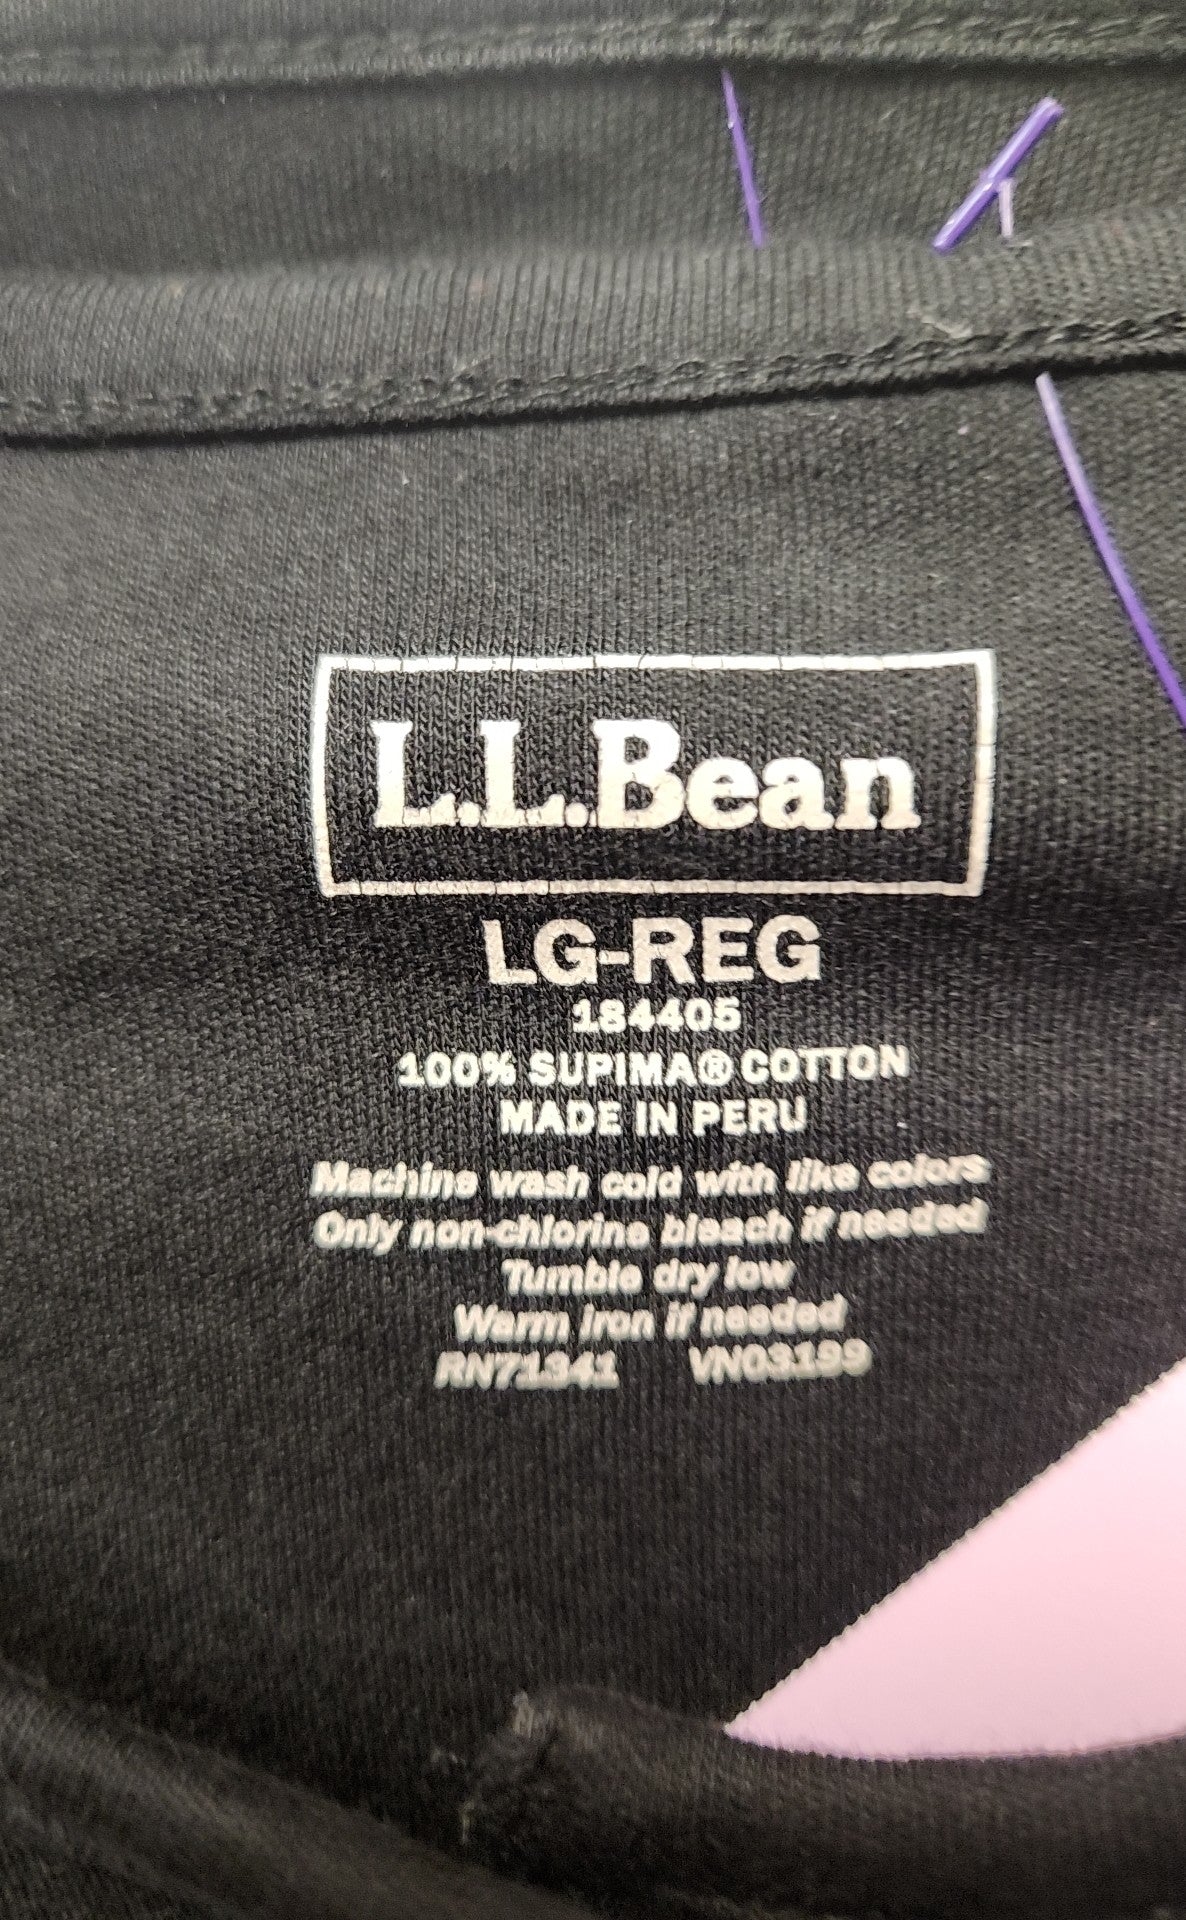 L.L.Bean
LG-REG
184405
100% SUPIMA® COTTON
MADE IN PERU
Machine wash cold with like colors
Only non-chlorine bleach if needed
Tumble dry low
Warm iron if needed
RN71341 VN03199